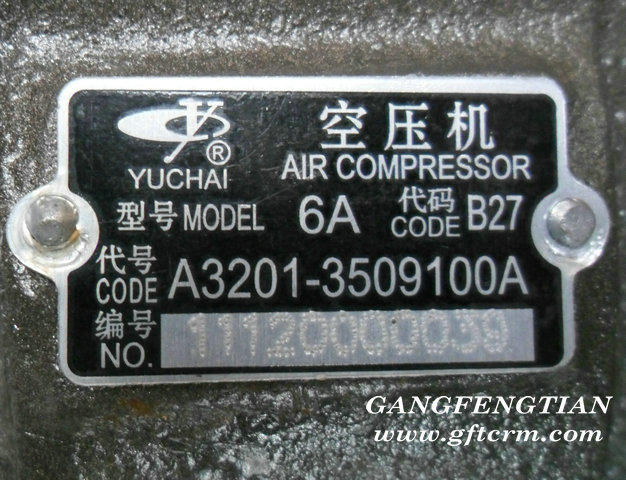 空压机
YUCHAI ® AIR COMPRESSOR
型号 MODEL 6A 代码 CODE B27
代号 CODE A3201-3509100A
编号 NO. 11120000039
GANGFENGTIAN
www.gftcrm.com